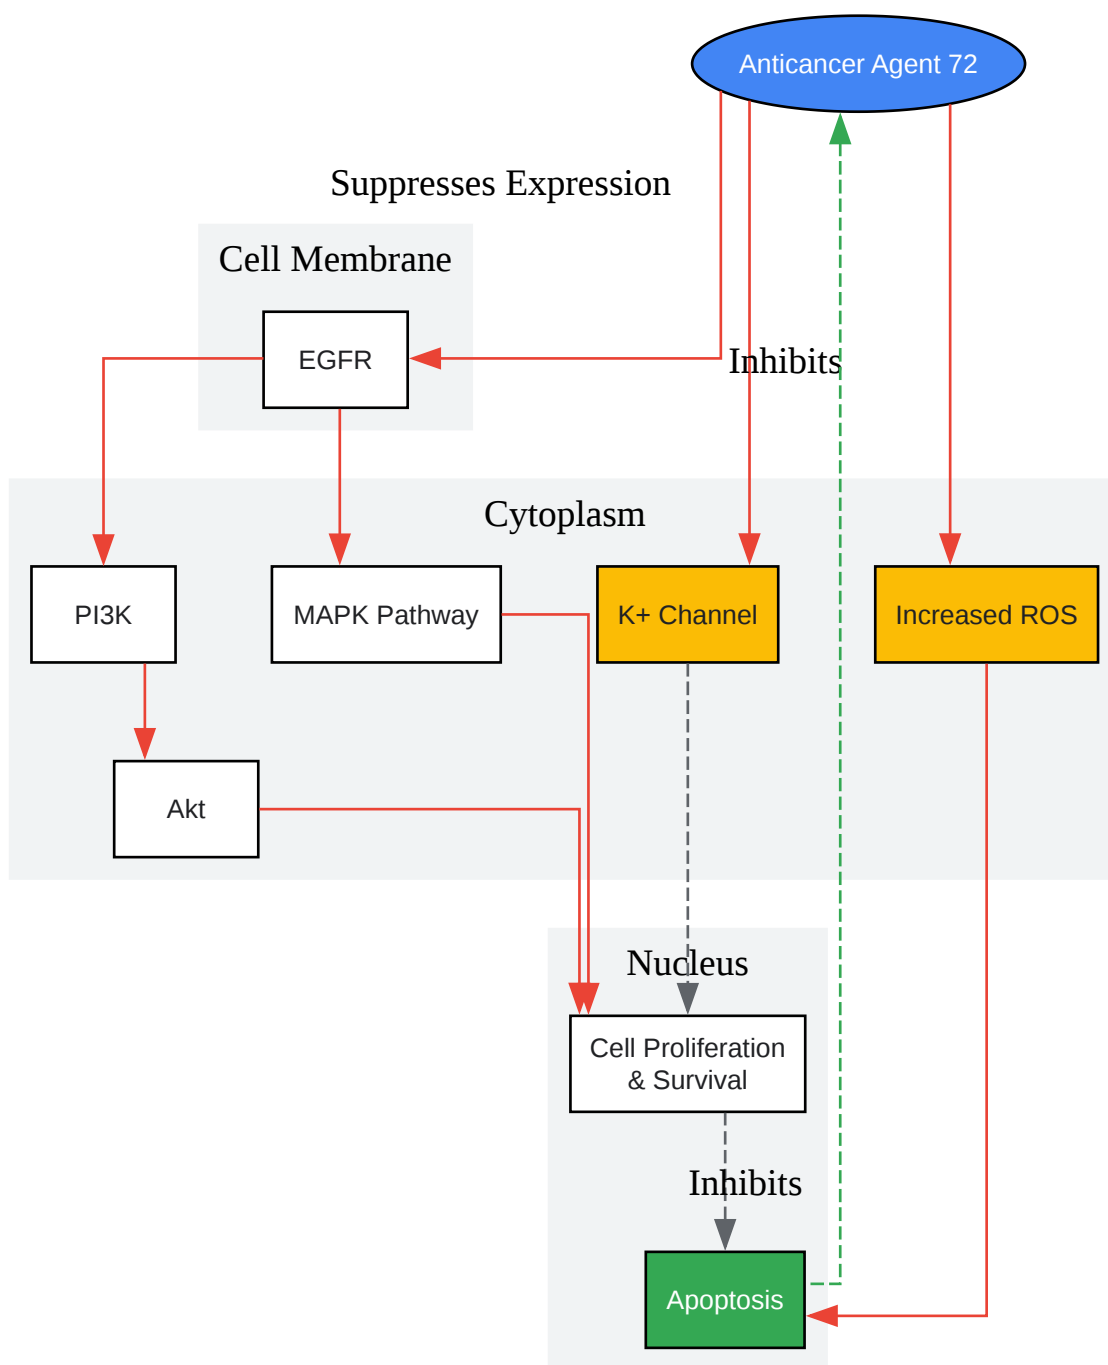 Anticancer Agent 72
Suppresses Expression
Cell Membrane
EGFR
Inhibits
Cytoplasm
PI3K
MAPK Pathway
K+ Channel
Increased ROS
Akt
Nucleus
Cell Proliferation
& Survival
Inhibits
Apoptosis